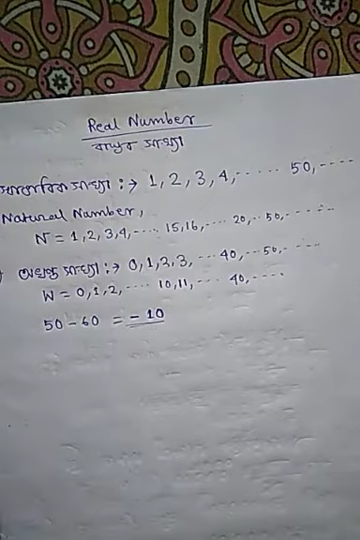 Real Number
বাস্তব সংখ্যা
স্বাভাবিক সংখ্যা :→ 1, 2, 3, 4, ..... 50, ....
Natural Number,
N = 1, 2, 3, 4, .... 15, 16, ... 20, .. 50, ......
অখণ্ড সংখ্যা :→ 0, 1, 3, 3, ... 40, ... 50, ......
W = 0, 1, 2, ..... 10, 11, .... 40, .....
50 - 60 = - 10